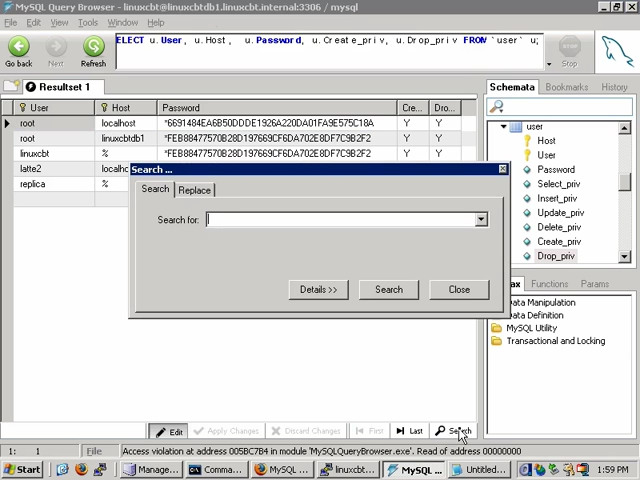 MySQL Query Browser - linuxcbt@linuxcbtdb1.linuxcbt.internal:3306 / mysql
File Edit View Tools Window Help
Go back Next Refresh
ELECT u.User, u.Host, u.Password, u.Create_priv, u.Drop_priv FROM `user` u;
Stop
Resultset 1
Schemata Bookmarks History
User Host Password Cre... Dro...
root localhost *6691484EA6B50DDDE1926A220DA01FA9E575C18A Y Y
root linuxcbtdb1 *FEB88477570B28D197669CF6DA702E8DF7C9B2F2 Y Y
linuxcbt % *FEB88477570B28D197669CF6DA702E8DF7C9B2F2 Y Y
latte2 localho
replica %
user
Host
User
Password
Select_priv
Insert_priv
Update_priv
Delete_priv
Create_priv
Drop_priv
Search ...
Search Replace
Search for:
Details >> Search Close
ax Functions Params
Data Manipulation
Data Definition
MySQL Utility
Transactional and Locking
Edit Apply Changes Discard Changes First Last Search
1: 1 File Access violation at address 005BC7B4 in module 'MySQLQueryBrowser.exe'. Read of address 00000000
Start Manage... Comma... MySQL ... linuxcbt... MySQL ... Untitled... 1:59 PM